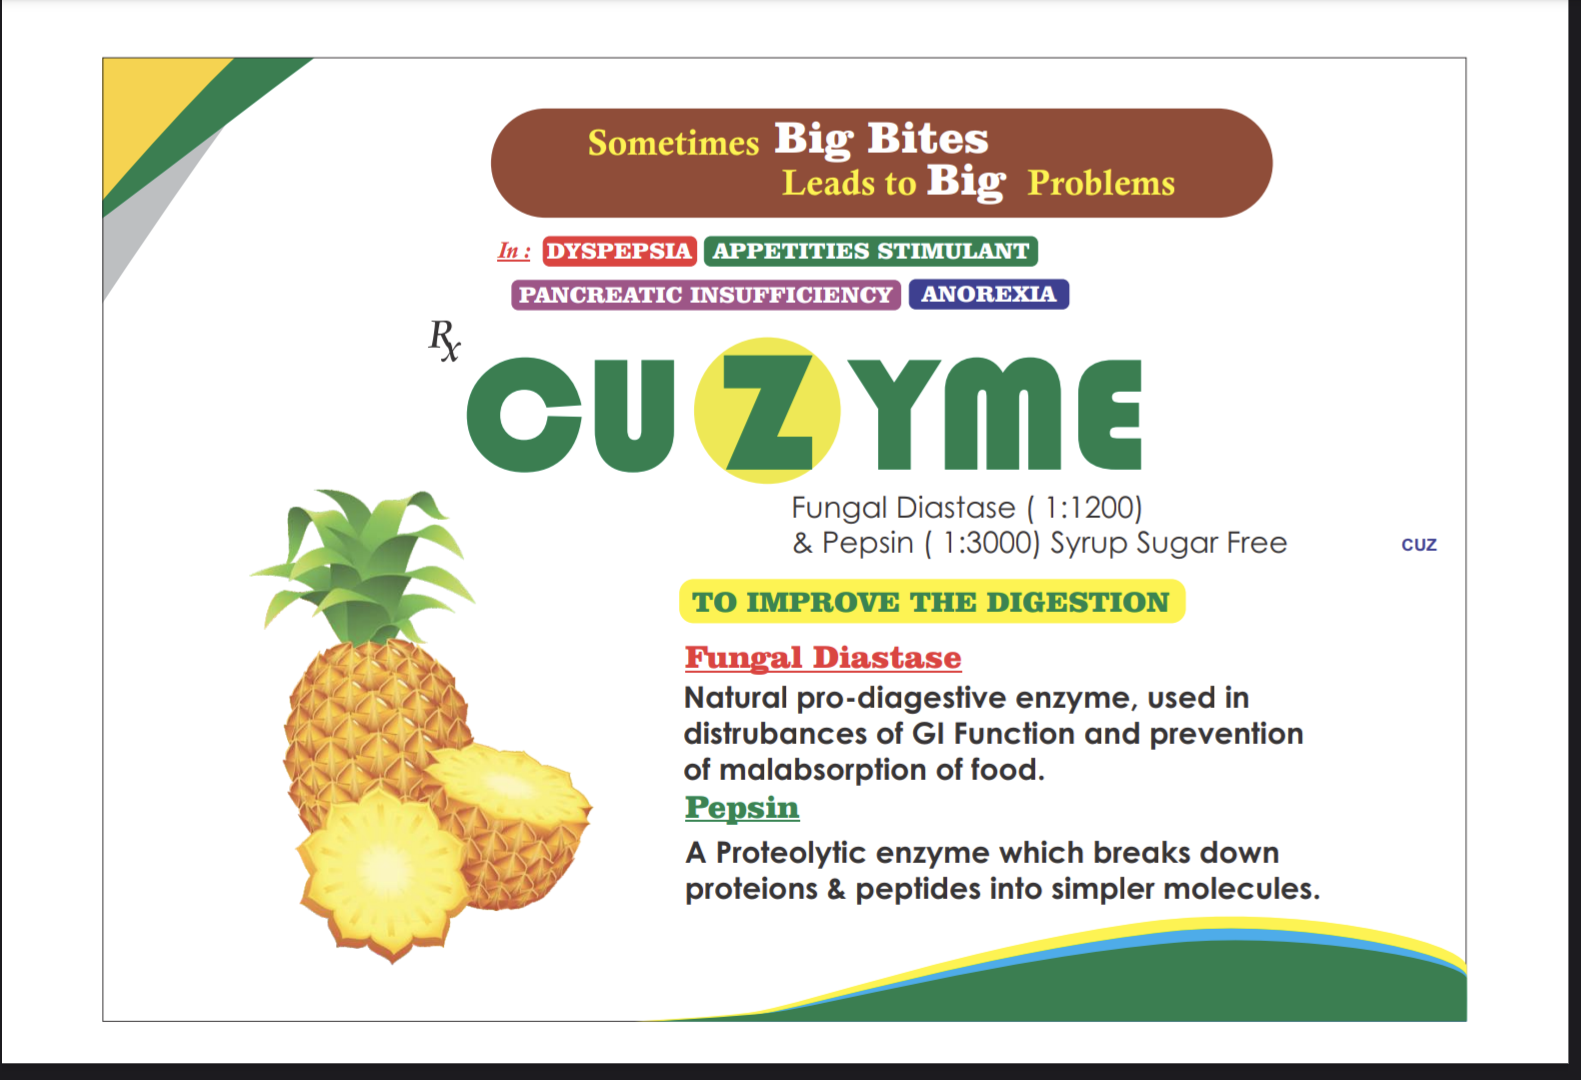 Sometimes Big Bites
Leads to Big Problems
In : DYSPEPSIA APPETITIES STIMULANT
PANCREATIC INSUFFICIENCY ANOREXIA
Rx
CUZYME
Fungal Diastase ( 1:1200)
& Pepsin ( 1:3000) Syrup Sugar Free
CUZ
TO IMPROVE THE DIGESTION
Fungal Diastase
Natural pro-diagestive enzyme, used in
distrubances of GI Function and prevention
of malabsorption of food.
Pepsin
A Proteolytic enzyme which breaks down
proteions & peptides into simpler molecules.